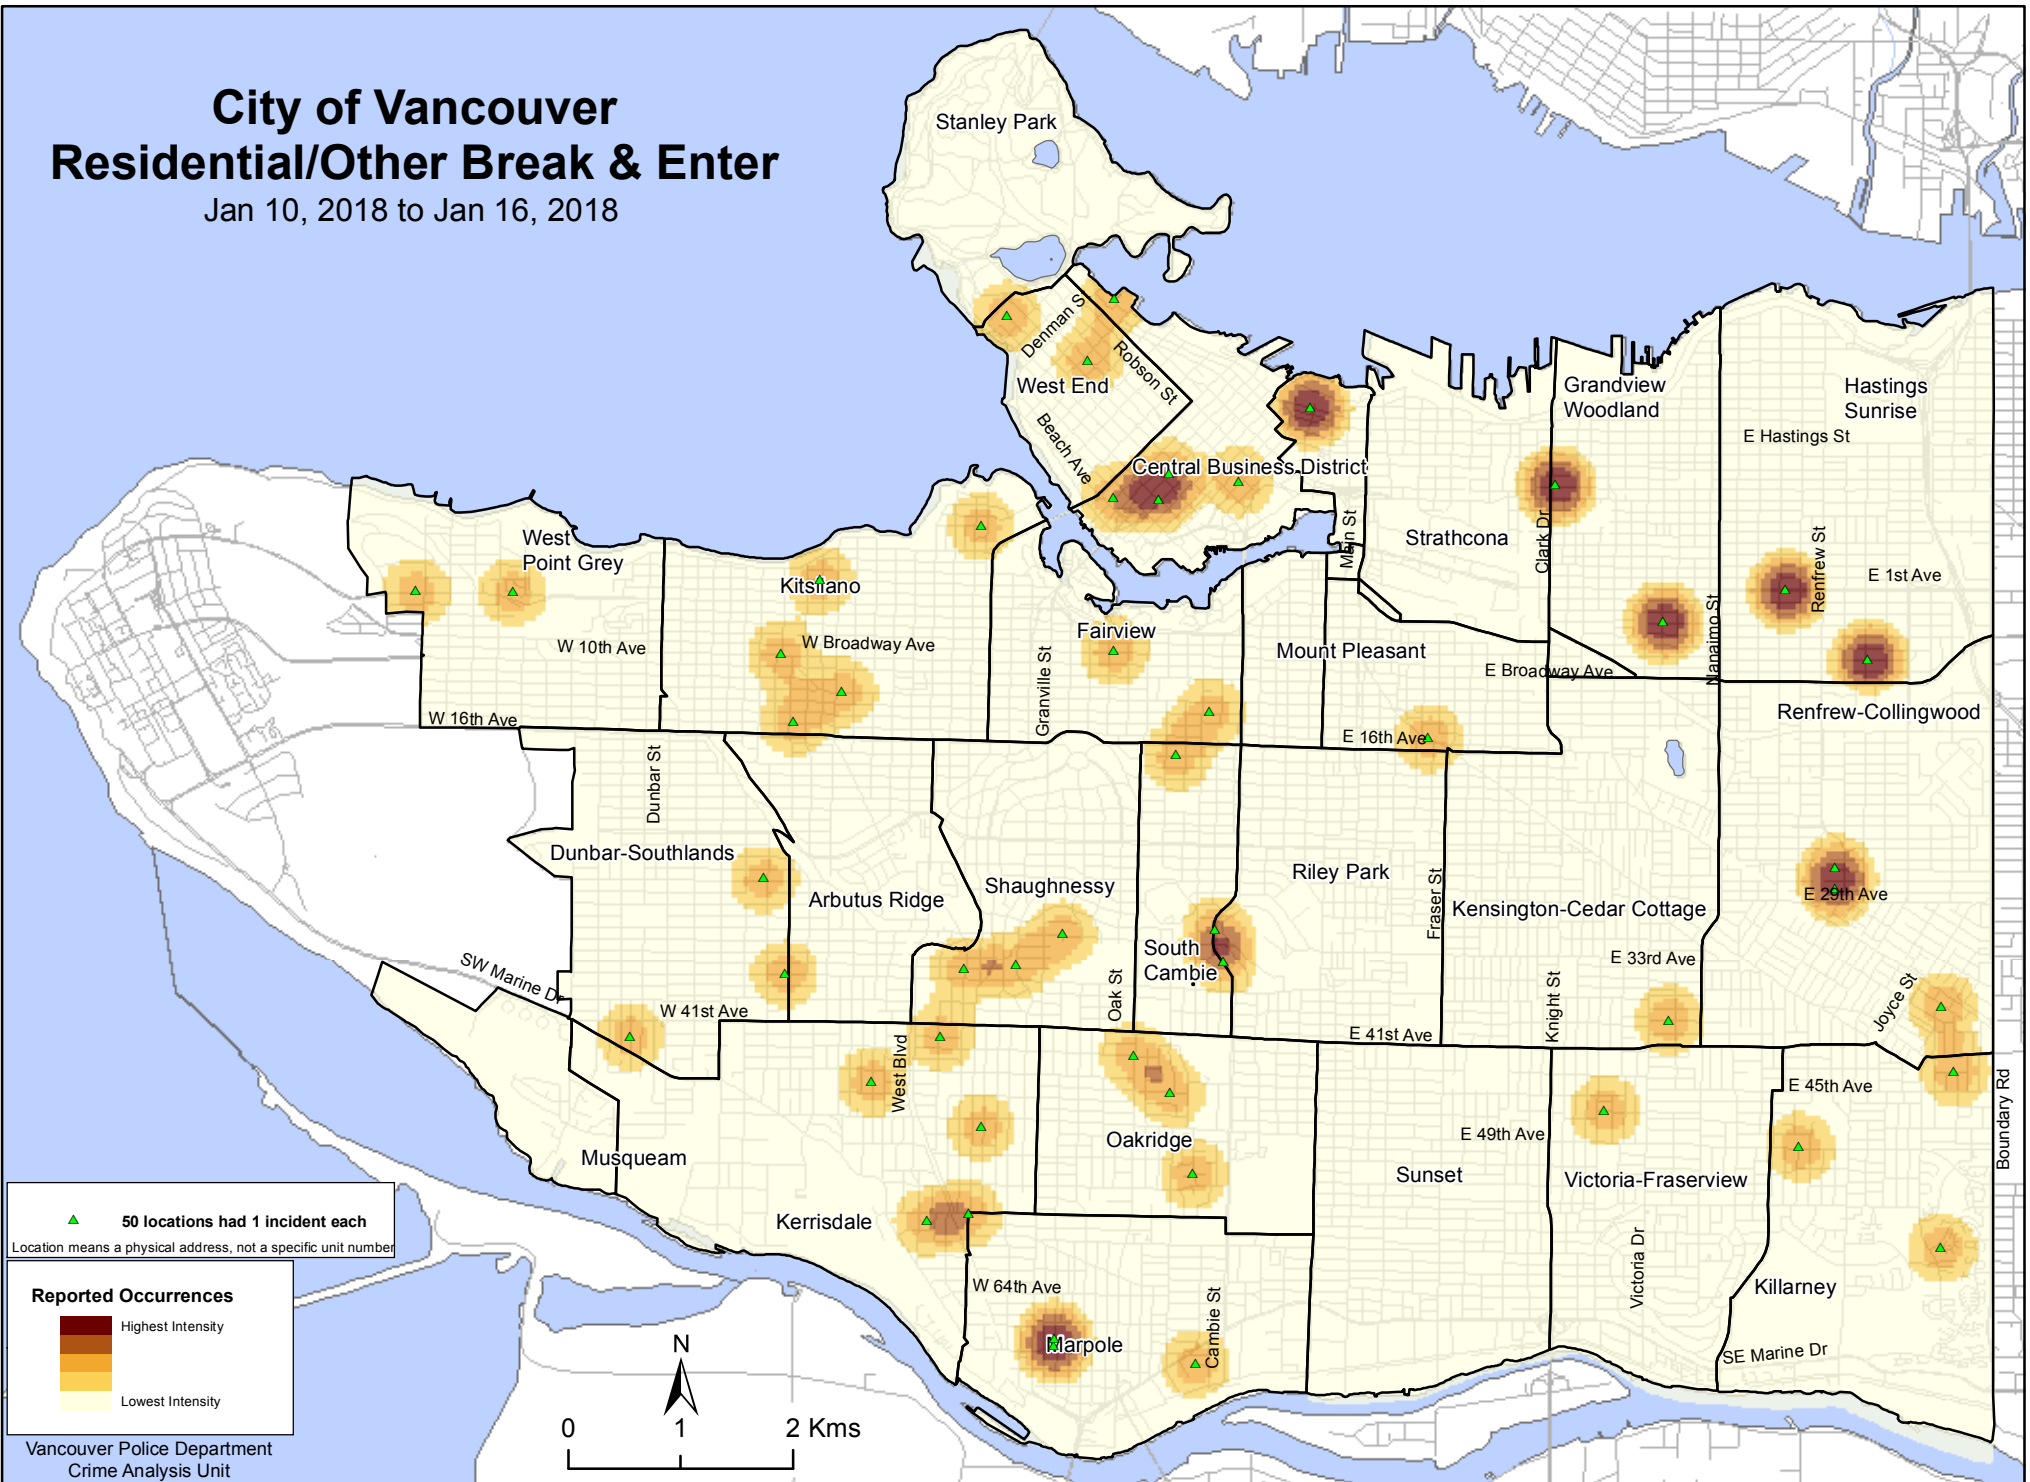 City of Vancouver
Residential/Other Break & Enter
Jan 10, 2018 to Jan 16, 2018
Stanley Park
Denman S
Robson St
West End
Beach Ave
Central Business District
Grandview
Woodland
Hastings
Sunrise
E Hastings St
Main St
Strathcona
Clark Dr
Renfrew St
E 1st Ave
Nanaimo St
West
Point Grey
Kitsilano
W 10th Ave
W Broadway Ave
Fairview
Granville St
Mount Pleasant
E Broadway Ave
W 16th Ave
E 16th Ave
Renfrew-Collingwood
Dunbar St
Dunbar-Southlands
Arbutus Ridge
Shaughnessy
Riley Park
Fraser St
Kensington-Cedar Cottage
E 29th Ave
South
Cambie
Oak St
E 33rd Ave
Knight St
Joyce St
SW Marine Dr
W 41st Ave
E 41st Ave
West Blvd
E 45th Ave
Boundary Rd
Musqueam
Oakridge
E 49th Ave
Sunset
Victoria-Fraserview
Kerrisdale
Victoria Dr
Killarney
W 64th Ave
Cambie St
Marpole
SE Marine Dr
50 locations had 1 incident each
Location means a physical address, not a specific unit number
Reported Occurrences
Highest Intensity
Lowest Intensity
Vancouver Police Department
Crime Analysis Unit
N
0 1 2 Kms